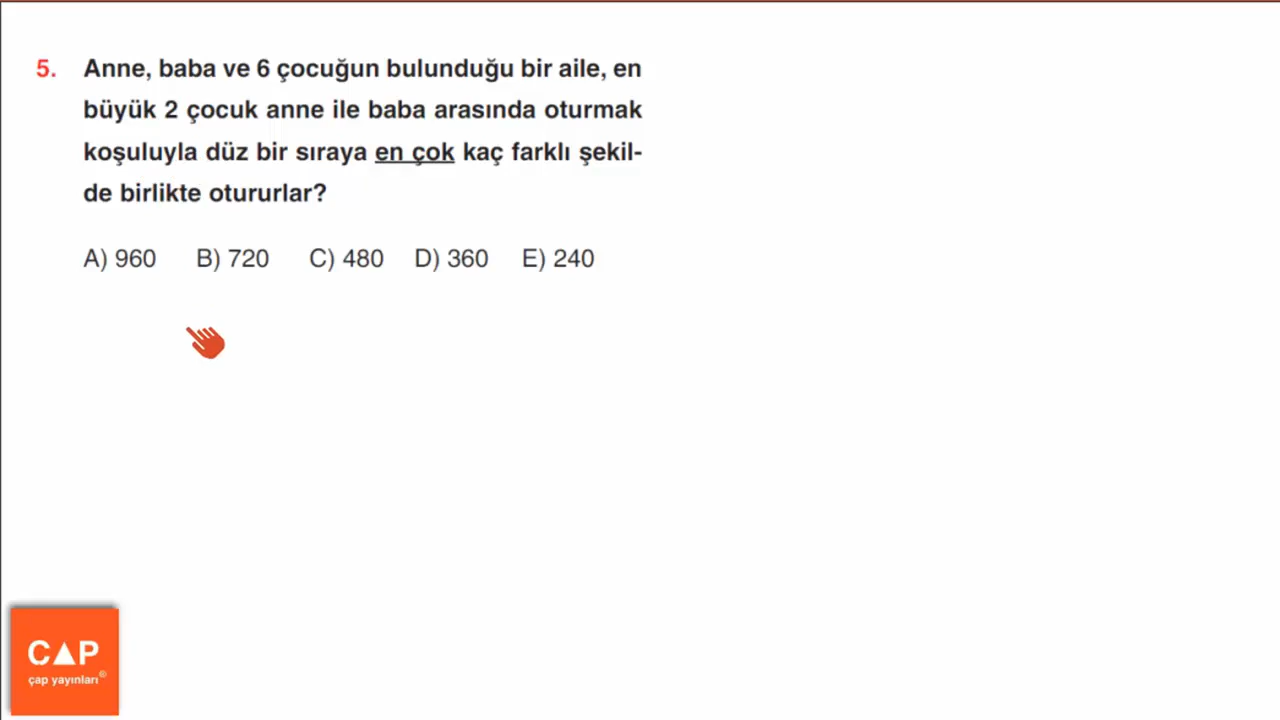 5. Anne, baba ve 6 çocuğun bulunduğu bir aile, en
büyük 2 çocuk anne ile baba arasında oturmak
koşuluyla düz bir sıraya en çok kaç farklı şekil-
de birlikte otururlar?
A) 960 B) 720 C) 480 D) 360 E) 240
CAP
çap yayınları®